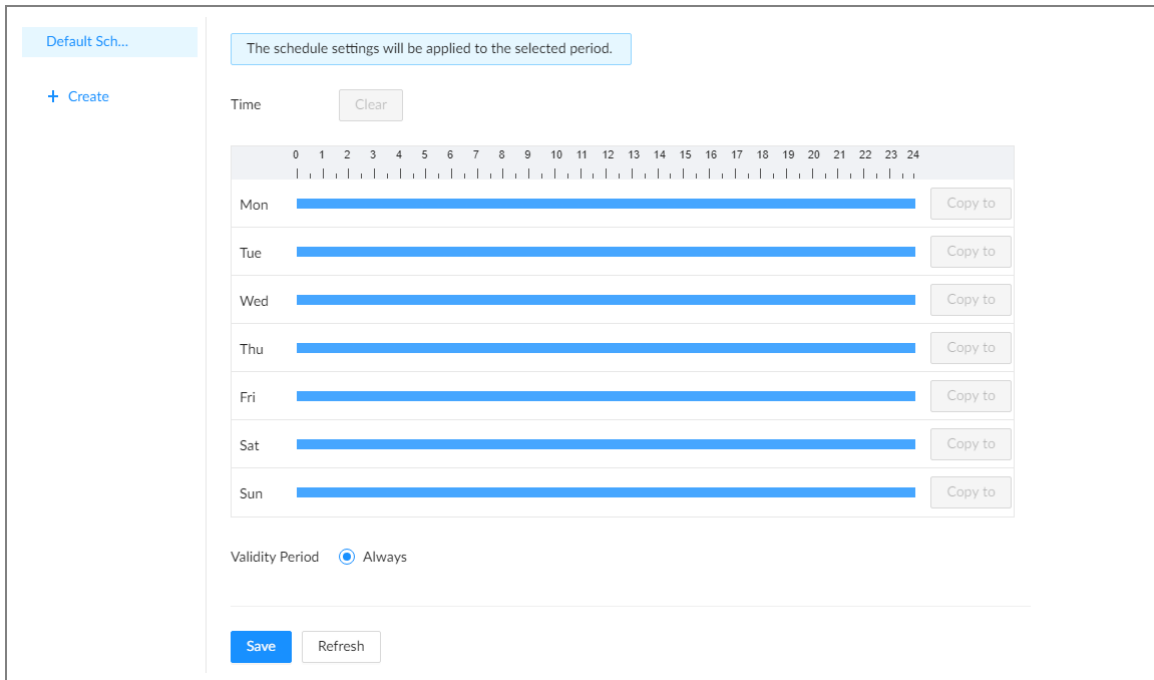 Default Sch...
+ Create
The schedule settings will be applied to the selected period.
Time Clear
0 1 2 3 4 5 6 7 8 9 10 11 12 13 14 15 16 17 18 19 20 21 22 23 24
Mon Copy to
Tue Copy to
Wed Copy to
Thu Copy to
Fri Copy to
Sat Copy to
Sun Copy to
Validity Period Always
Save Refresh